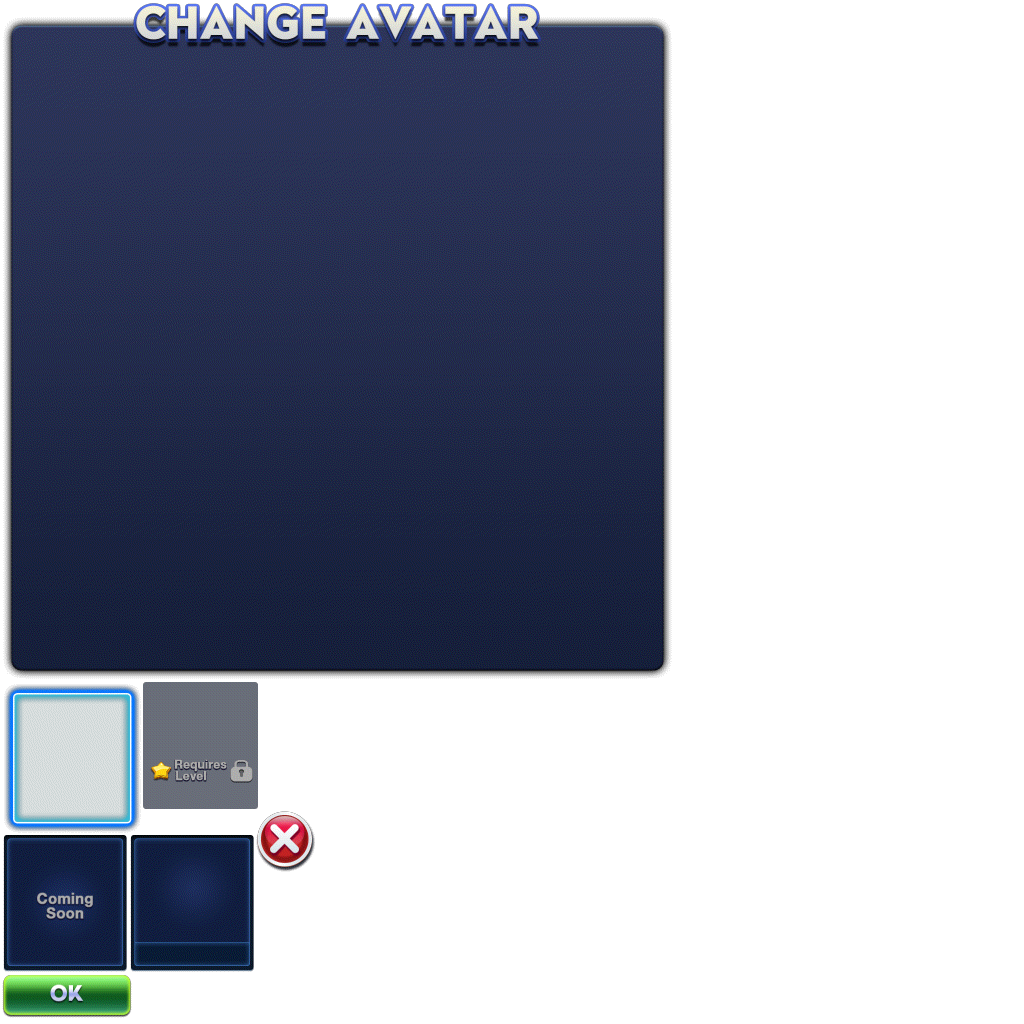 CHANGE AVATAR
Requires
Level
Coming
Soon
OK